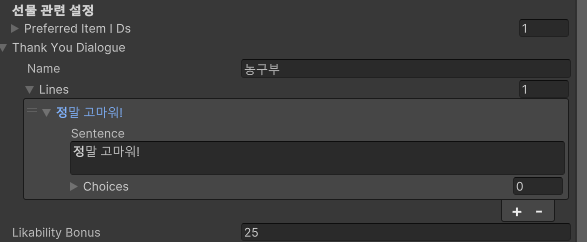 선물 관련 설정
Preferred Item I Ds 1
Thank You Dialogue
Name 농구부
Lines 1
정말 고마워!
Sentence
정말 고마워!
Choices 0
+ -
Likability Bonus 25